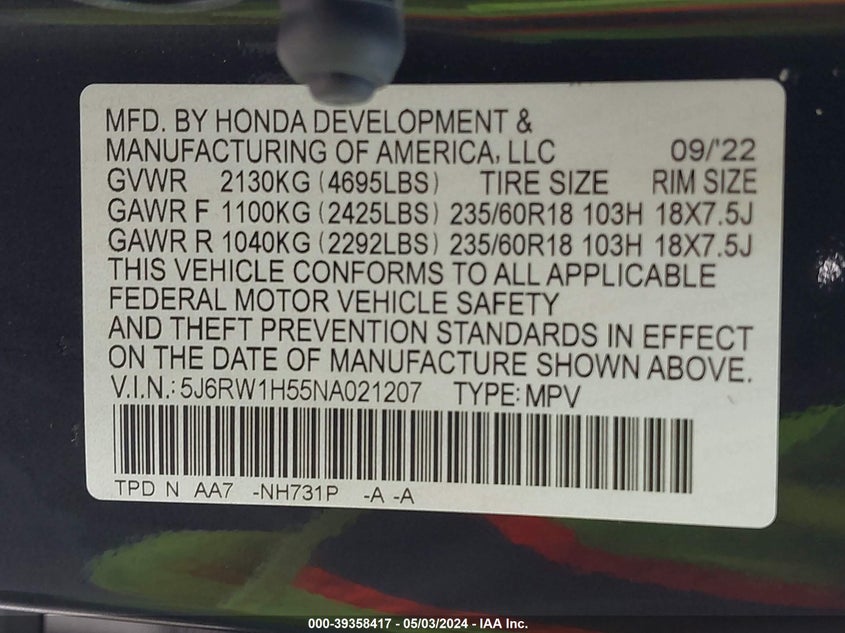 MFD. BY HONDA DEVELOPMENT &
MANUFACTURING OF AMERICA, LLC 09/'22
GVWR 2130KG (4695LBS) TIRE SIZE RIM SIZE
GAWR F 1100KG (2425LBS) 235/60R18 103H 18X7.5J
GAWR R 1040KG (2292LBS) 235/60R18 103H 18X7.5J
THIS VEHICLE CONFORMS TO ALL APPLICABLE
FEDERAL MOTOR VEHICLE SAFETY
AND THEFT PREVENTION STANDARDS IN EFFECT
ON THE DATE OF MANUFACTURE SHOWN ABOVE.
V.I.N.: 5J6RW1H55NA021207 TYPE: MPV
TPD N AA7 -NH731P -A -A
000-39358417 - 05/03/2024 - IAA Inc.